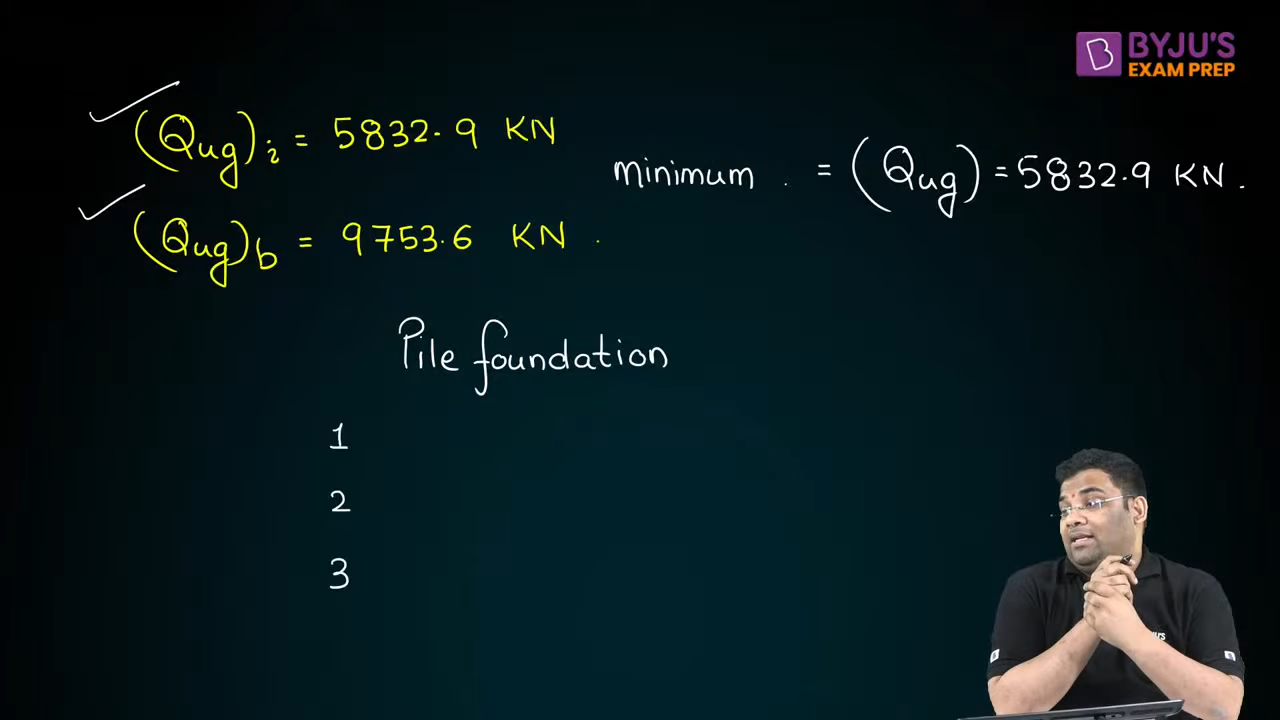 BYJU'S
EXAM PREP
(Qug)i = 5832.9 KN
minimum . = (Qug) = 5832.9 KN.
(Qug)b = 9753.6 KN .
Pile foundation
1
2
3